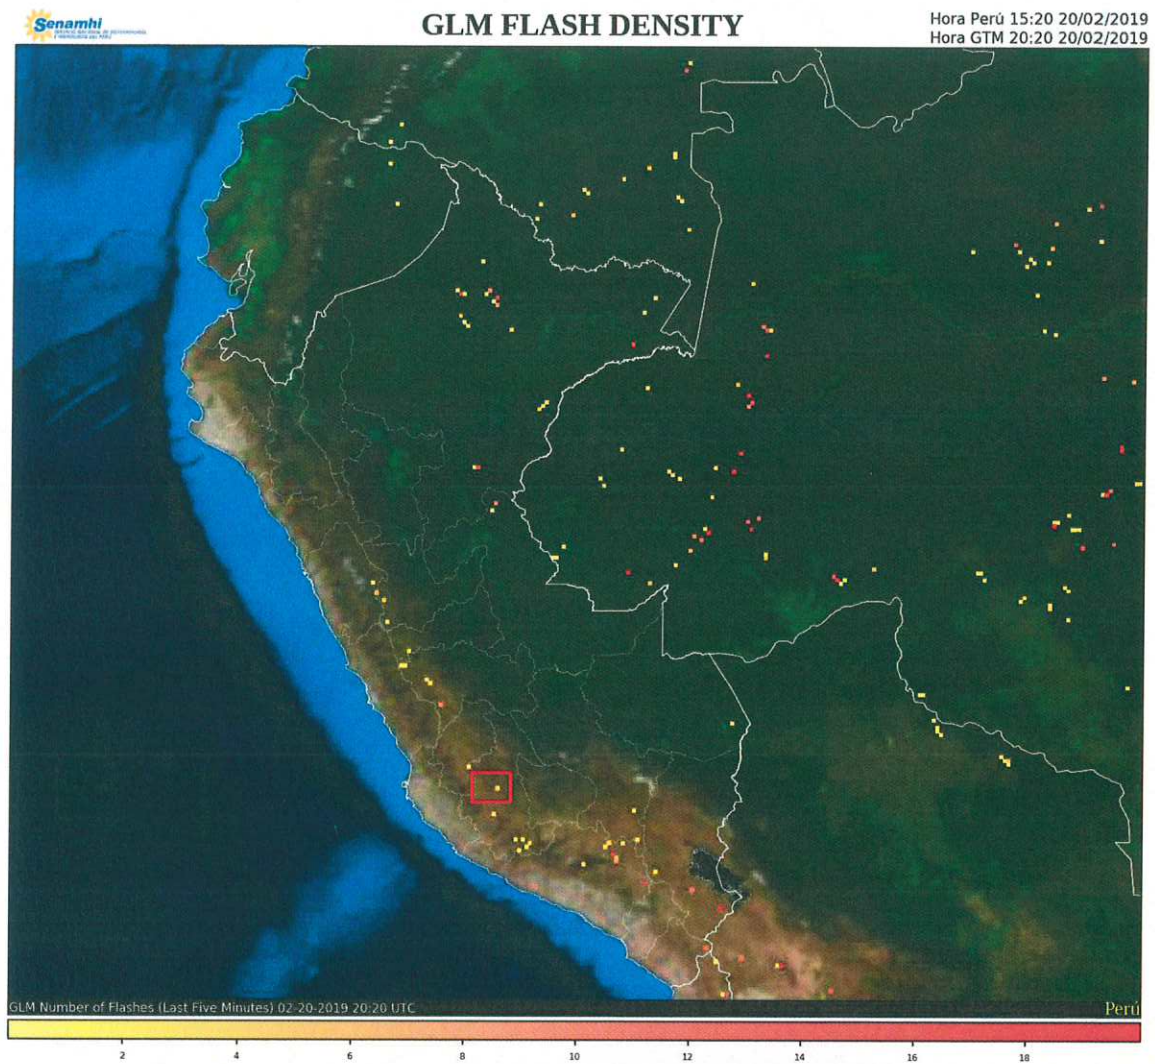 Senamhi
GLM FLASH DENSITY
Hora Perú 15:20 20/02/2019
Hora GTM 20:20 20/02/2019
GLM Number of Flashes (Last Five Minutes) 02-20-2019 20:20 UTC
Perú
2 4 6 8 10 12 14 16 18